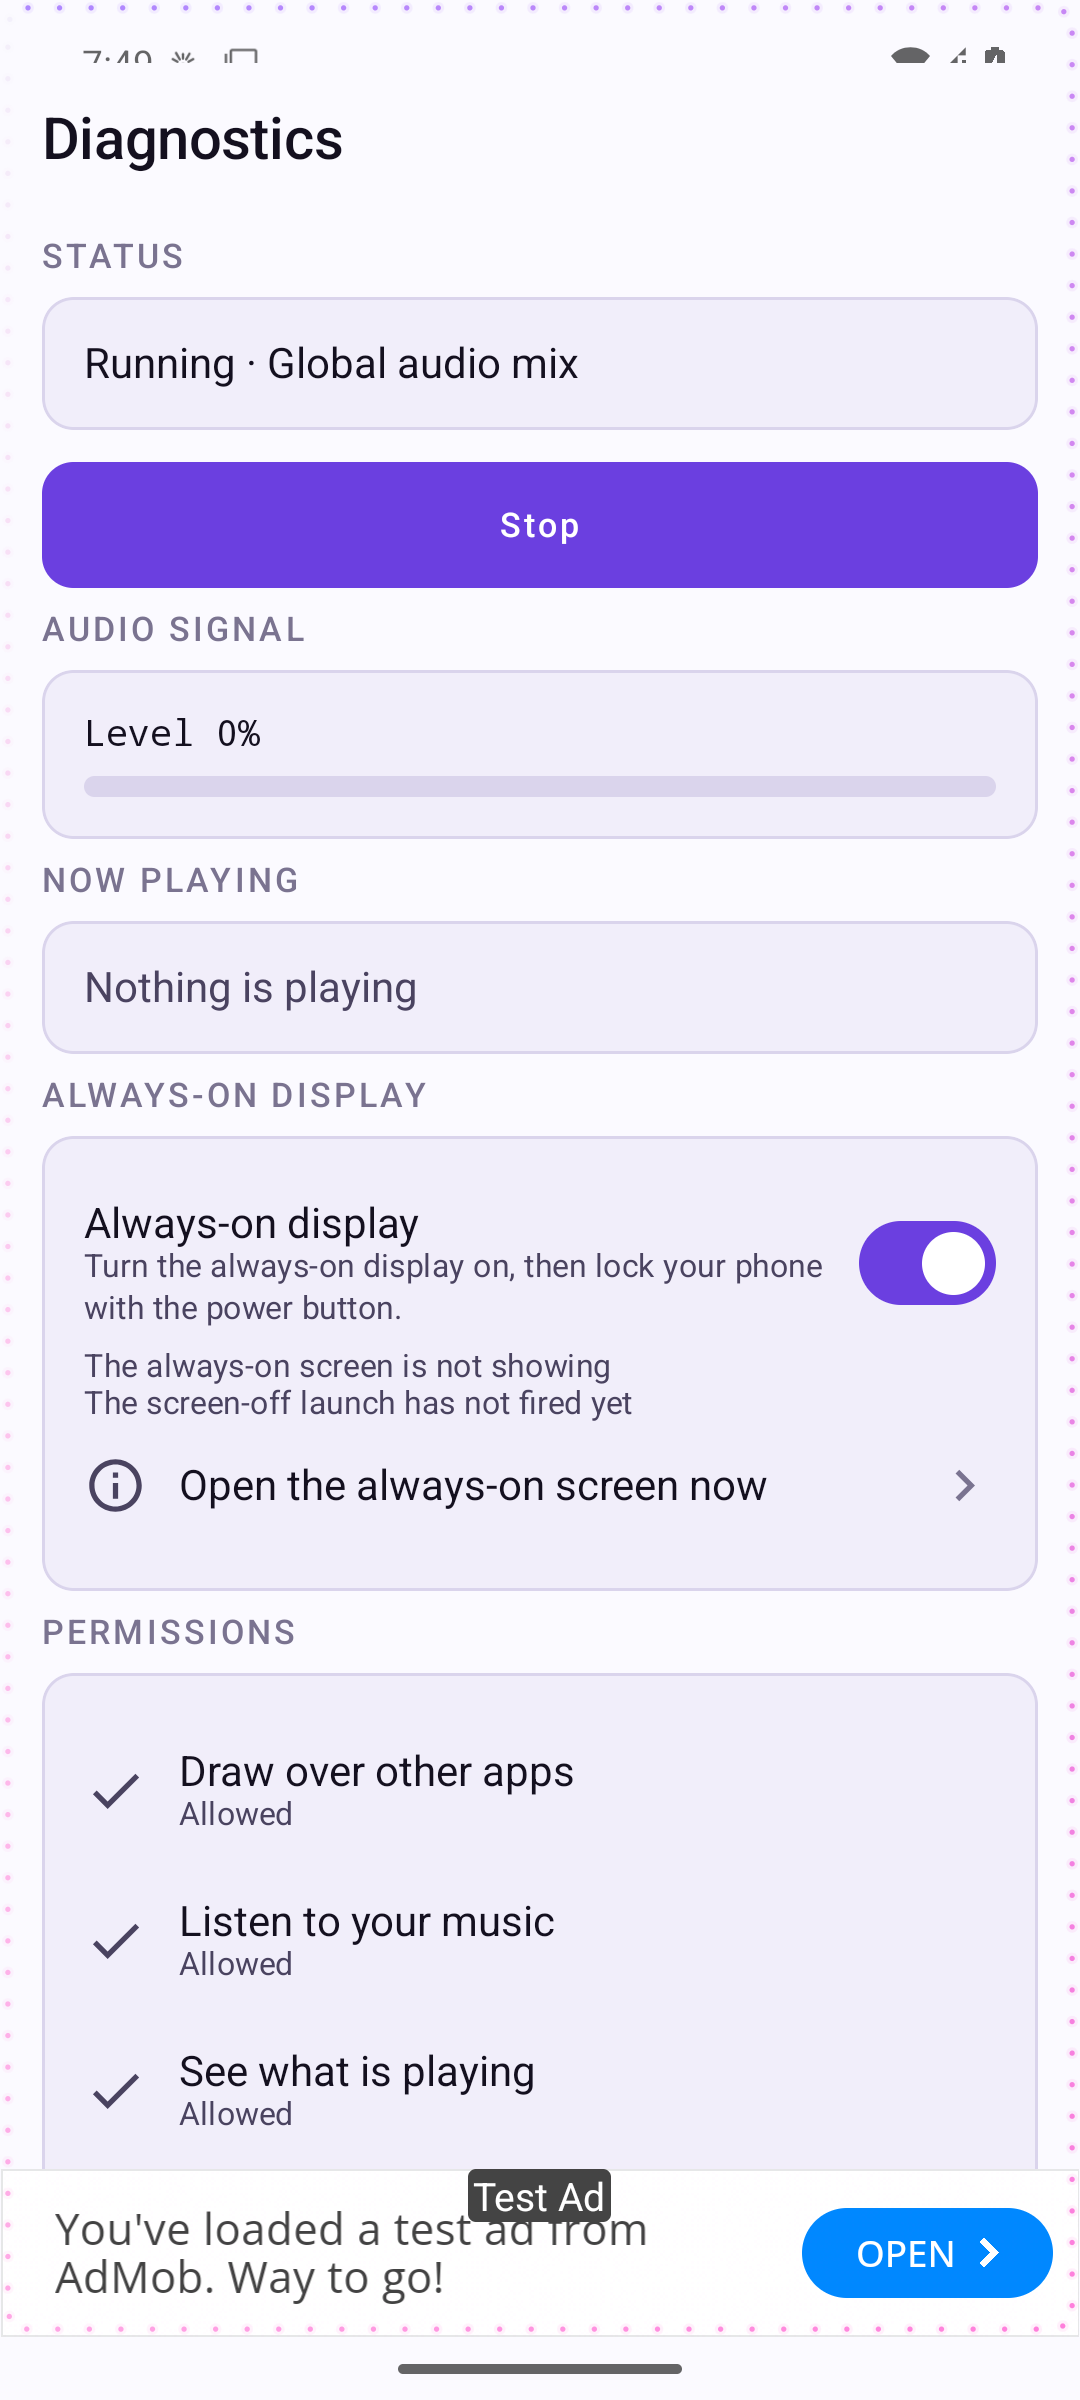 7:49
Diagnostics
STATUS
Running · Global audio mix
Stop
AUDIO SIGNAL
Level 0%
NOW PLAYING
Nothing is playing
ALWAYS-ON DISPLAY
Always-on display
Turn the always-on display on, then lock your phone
with the power button.
The always-on screen is not showing
The screen-off launch has not fired yet
Open the always-on screen now
PERMISSIONS
Draw over other apps
Allowed
Listen to your music
Allowed
See what is playing
Allowed
Test Ad
You've loaded a test ad from
AdMob. Way to go!
OPEN